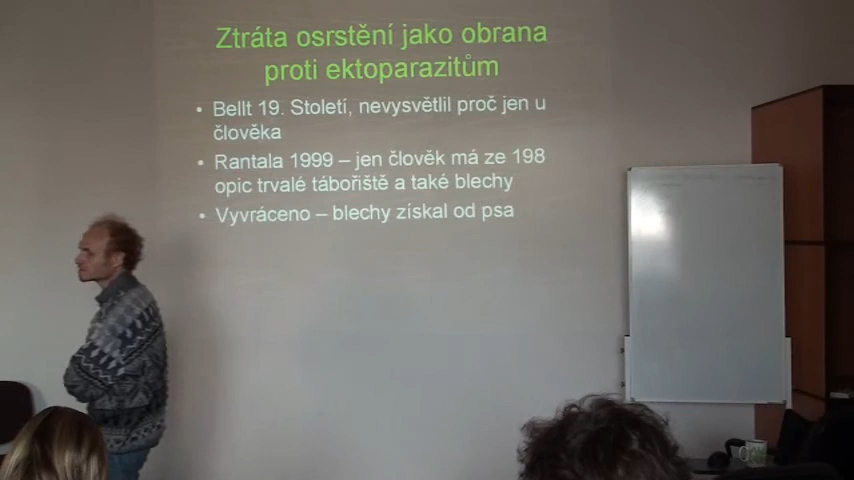 Ztráta osrstění jako obrana
proti ektoparazitům
• Bellt 19. Století, nevysvětlil proč jen u
člověka
• Rantala 1999 – jen člověk má ze 198
opic trvalé tábořiště a také blechy
• Vyvráceno – blechy získal od psa